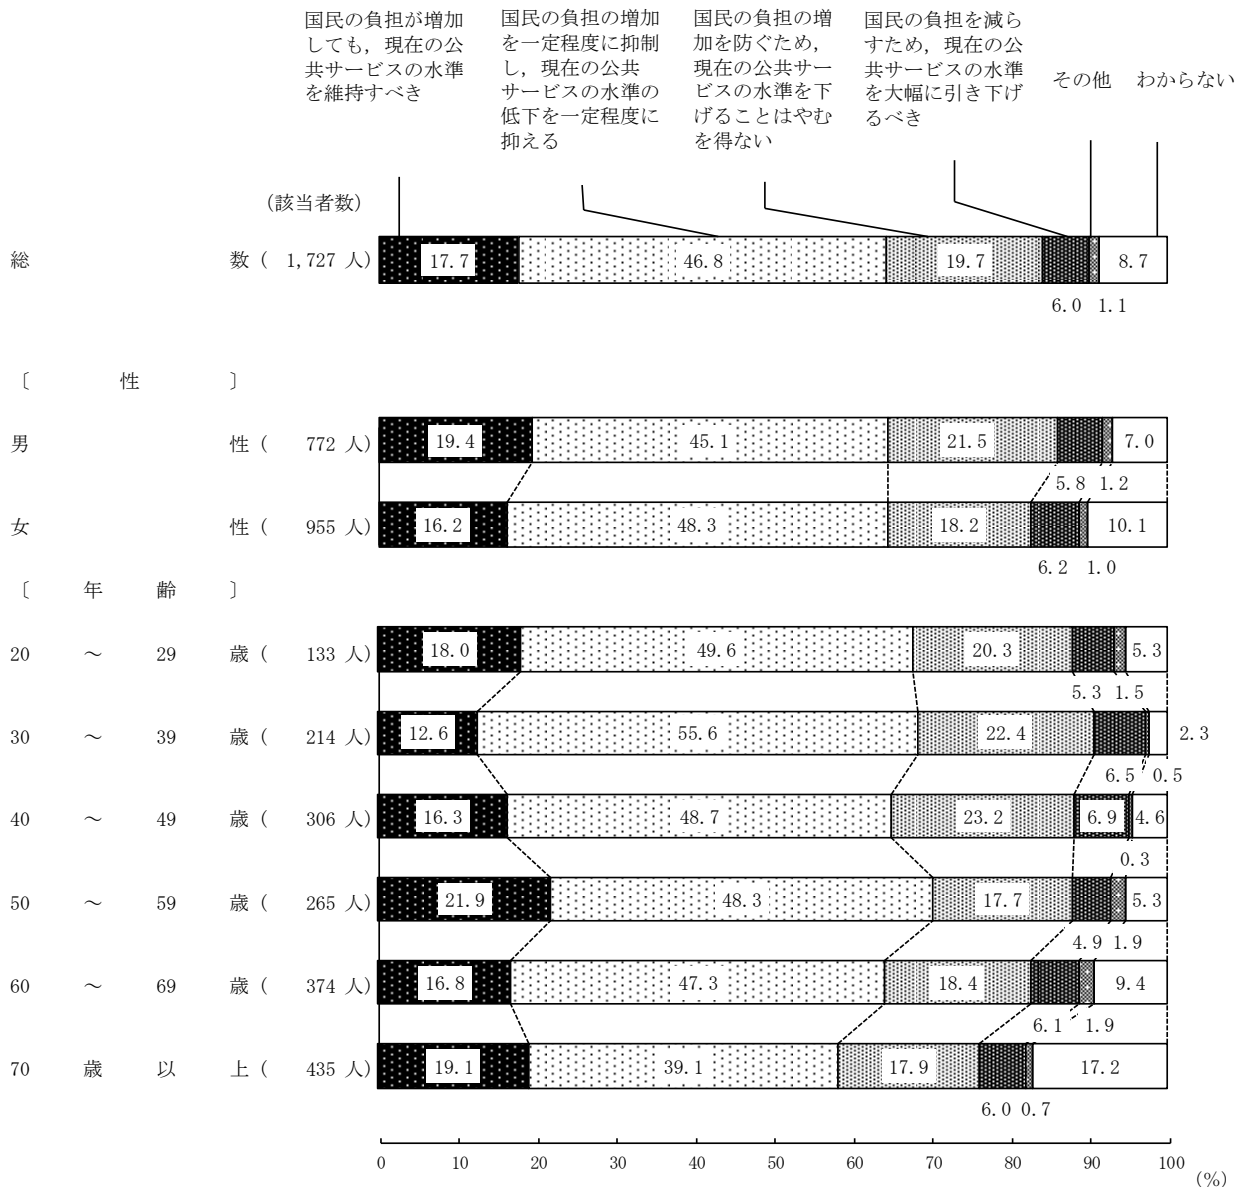 国民の負担が増加
しても，現在の公
共サービスの水準
を維持すべき
国民の負担の増加
を一定程度に抑制
し，現在の公共
サービスの水準の
低下を一定程度に
抑える
国民の負担の増
加を防ぐため，
現在の公共サー
ビスの水準を下
げることはやむ
を得ない
国民の負担を減ら
すため，現在の公
共サービスの水準
を大幅に引き下げ
るべき
その他
わからない
（該当者数）
総 数（ 1,727 人） 17.7 46.8 19.7 8.7
6.0 1.1
〔 性 〕
男 性（ 772 人） 19.4 45.1 21.5 7.0
5.8 1.2
女 性（ 955 人） 16.2 48.3 18.2 10.1
6.2 1.0
〔 年 齢 〕
20 ～ 29 歳（ 133 人） 18.0 49.6 20.3 5.3
5.3 1.5
30 ～ 39 歳（ 214 人） 12.6 55.6 22.4 2.3
6.5 0.5
40 ～ 49 歳（ 306 人） 16.3 48.7 23.2 6.9 4.6
0.3
50 ～ 59 歳（ 265 人） 21.9 48.3 17.7 5.3
4.9 1.9
60 ～ 69 歳（ 374 人） 16.8 47.3 18.4 9.4
6.1 1.9
70 歳 以 上（ 435 人） 19.1 39.1 17.9 17.2
6.0 0.7
0 10 20 30 40 50 60 70 80 90 100
（%）